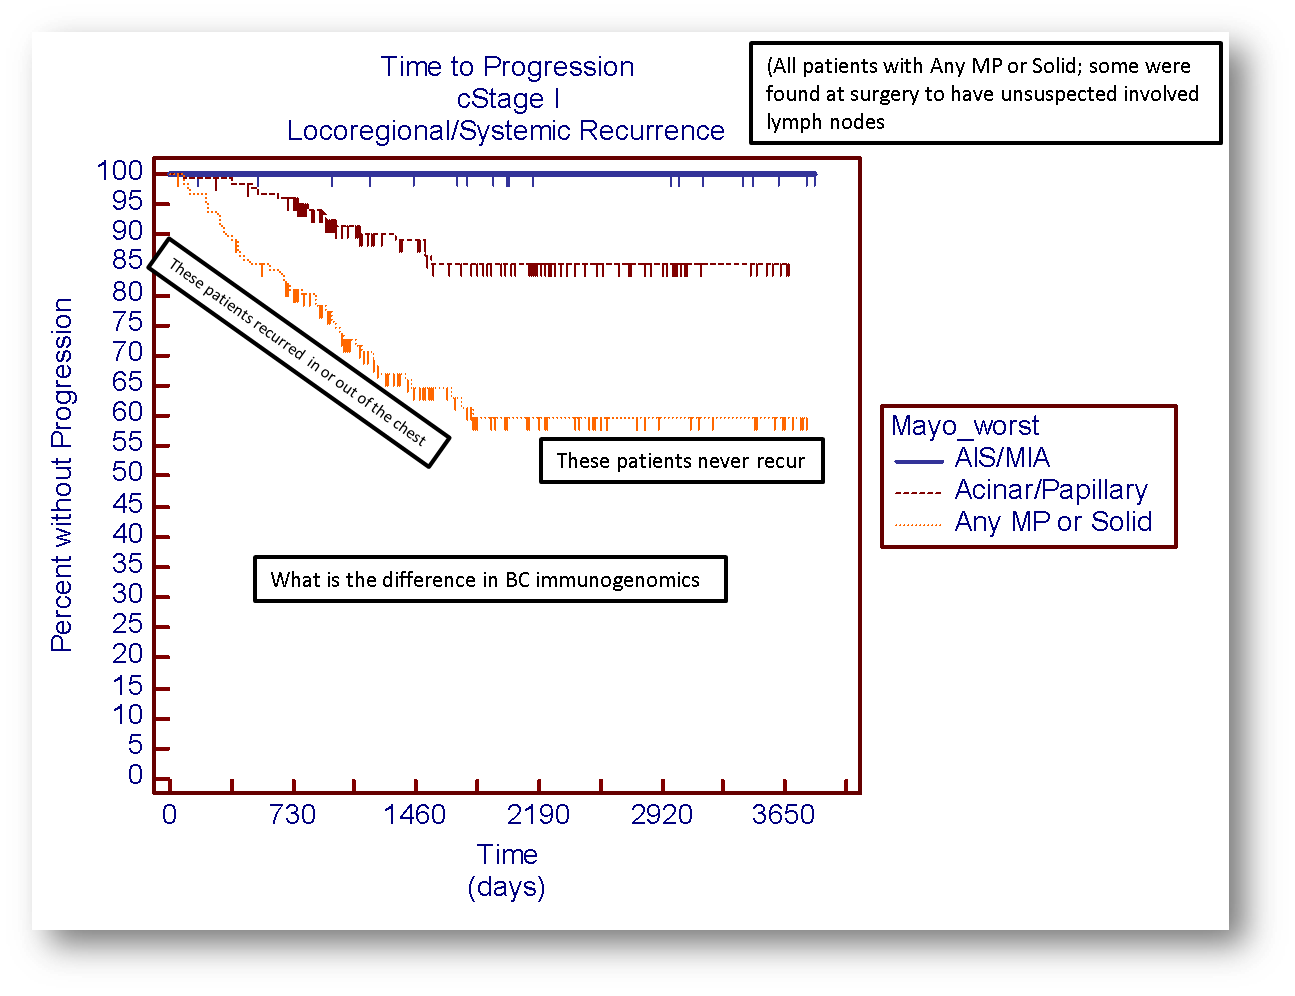 Time to Progression
cStage I
Locoregional/Systemic Recurrence
(All patients with Any MP or Solid; some were
found at surgery to have unsuspected involved
lymph nodes
Percent without Progression
100
95
90
85
80
75
70
65
60
55
50
45
40
35
30
25
20
15
10
5
0
These patients recurred in or out of the chest
These patients never recur
What is the difference in BC immunogenomics
Mayo_worst
AIS/MIA
Acinar/Papillary
Any MP or Solid
0 730 1460 2190 2920 3650
Time
(days)